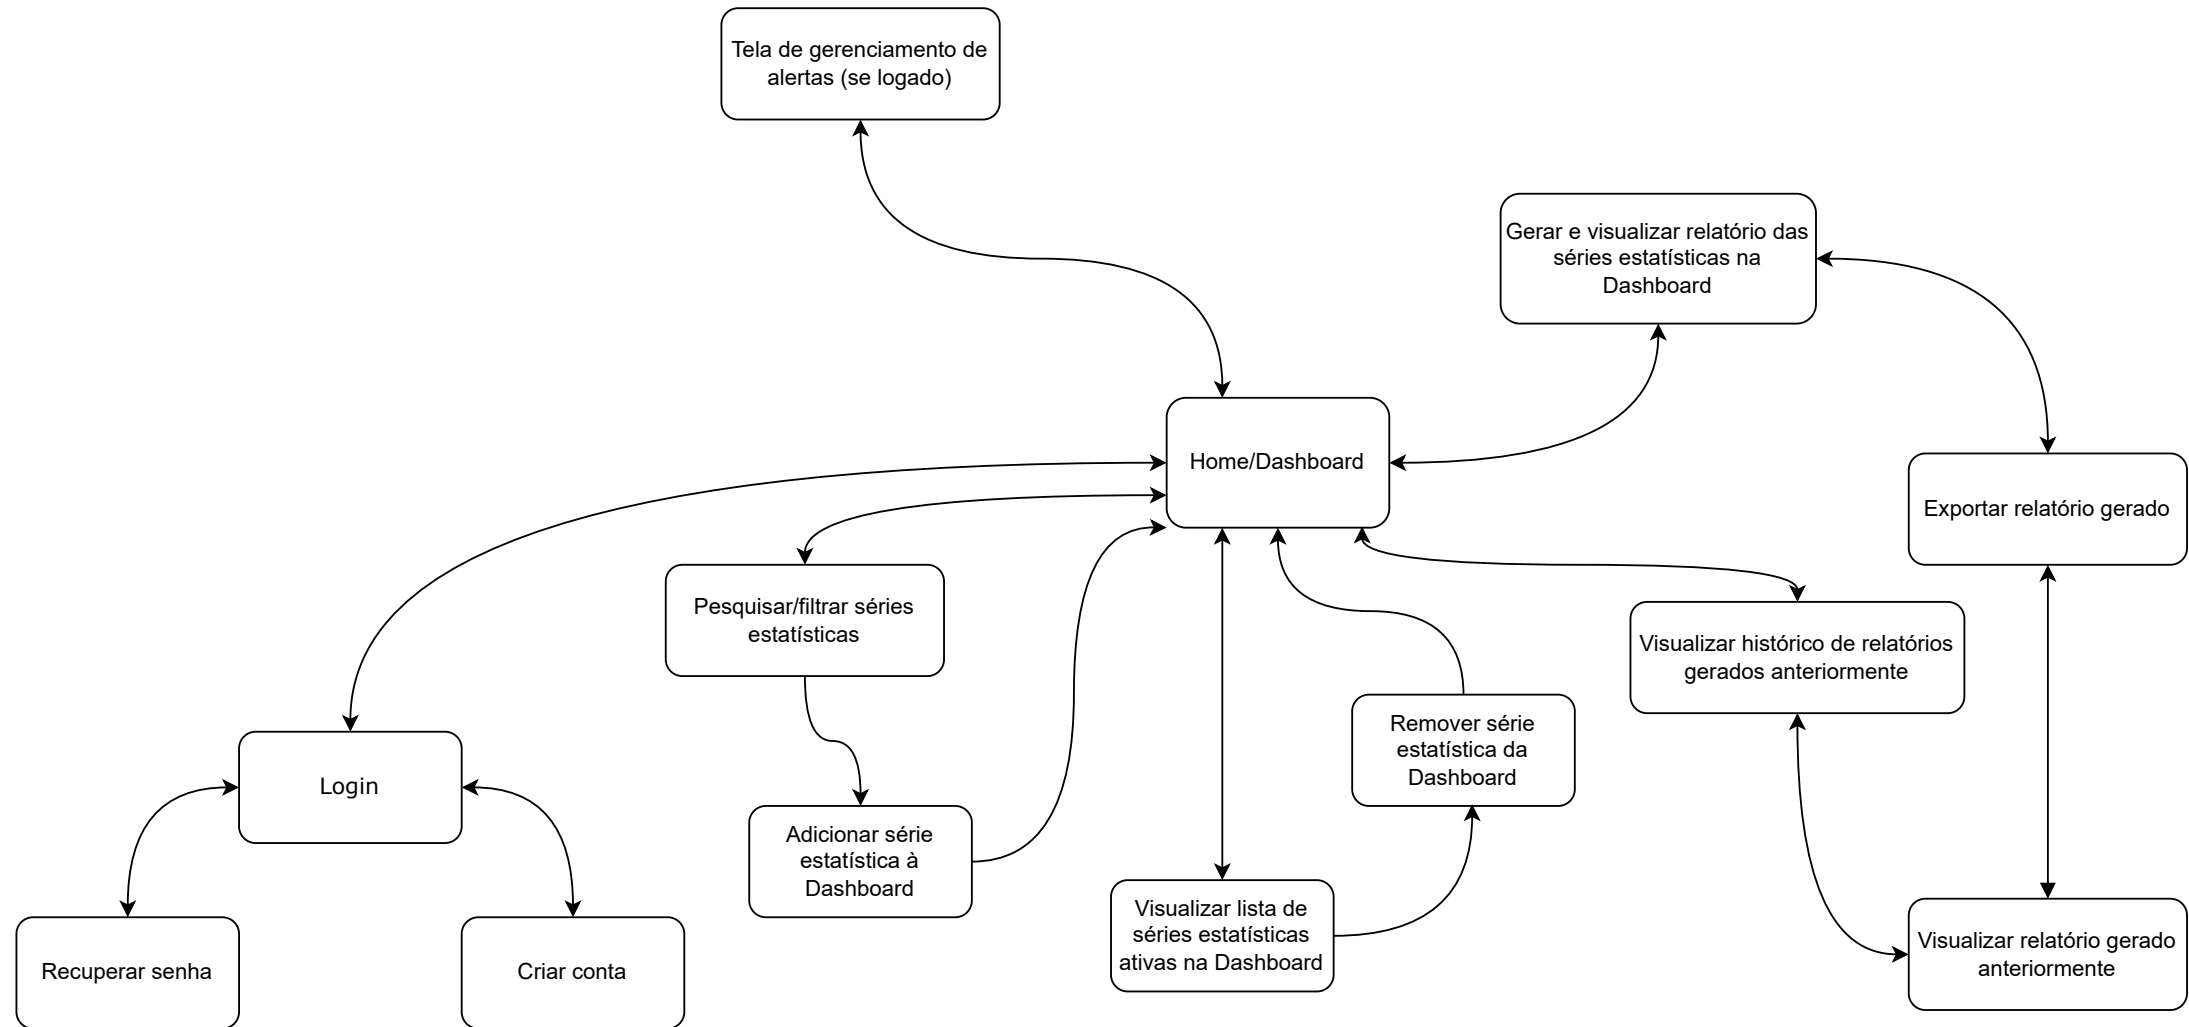 Tela de gerenciamento de
alertas (se logado)
Gerar e visualizar relatório das
séries estatísticas na
Dashboard
Home/Dashboard
Exportar relatório gerado
Pesquisar/filtrar séries
estatísticas
Visualizar histórico de relatórios
gerados anteriormente
Remover série
estatística da
Dashboard
Login
Adicionar série
estatística à
Dashboard
Visualizar lista de
séries estatísticas
ativas na Dashboard
Visualizar relatório gerado
anteriormente
Recuperar senha
Criar conta